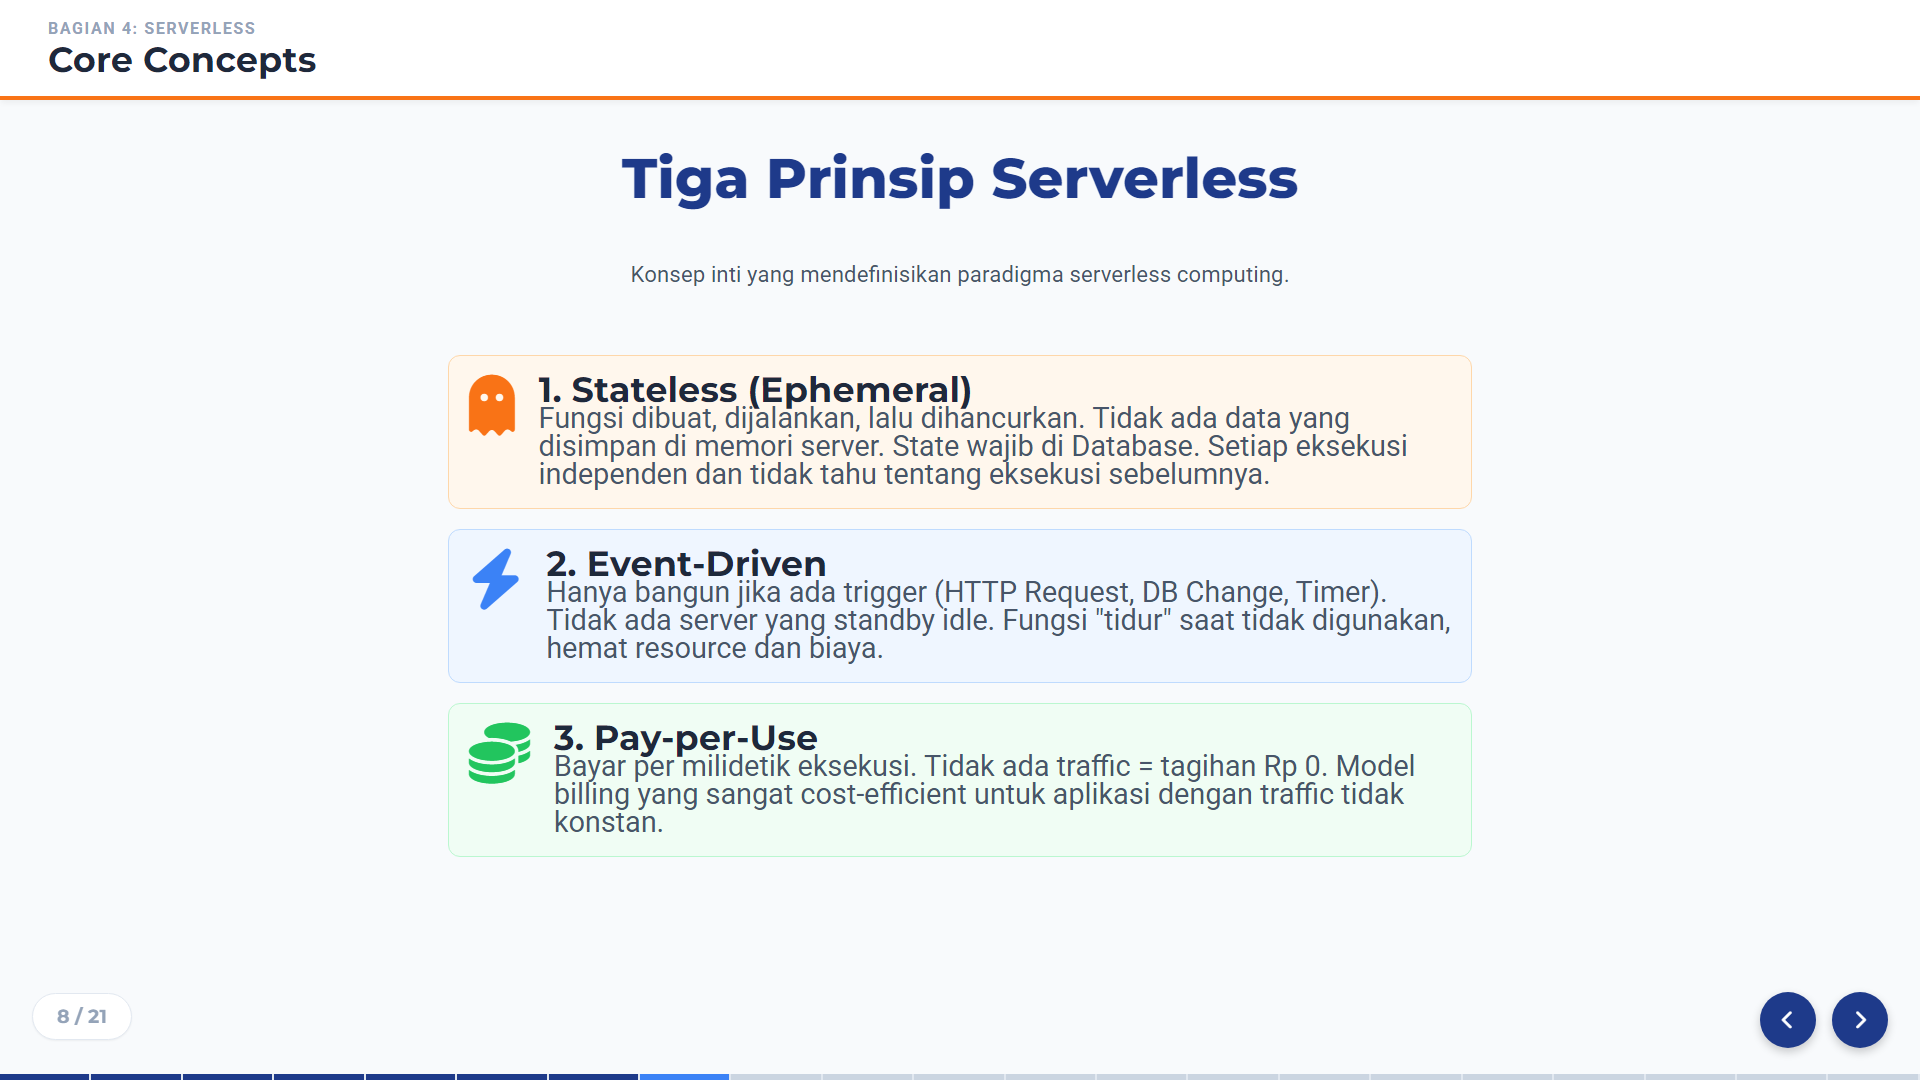 BAGIAN 4: SERVERLESS
Core Concepts
Tiga Prinsip Serverless
Konsep inti yang mendefinisikan paradigma serverless computing.
1. Stateless (Ephemeral)
Fungsi dibuat, dijalankan, lalu dihancurkan. Tidak ada data yang
disimpan di memori server. State wajib di Database. Setiap eksekusi
independen dan tidak tahu tentang eksekusi sebelumnya.
2. Event-Driven
Hanya bangun jika ada trigger (HTTP Request, DB Change, Timer).
Tidak ada server yang standby idle. Fungsi "tidur" saat tidak digunakan,
hemat resource dan biaya.
3. Pay-per-Use
Bayar per milidetik eksekusi. Tidak ada traffic = tagihan Rp 0. Model
billing yang sangat cost-efficient untuk aplikasi dengan traffic tidak
konstan.
8 / 21